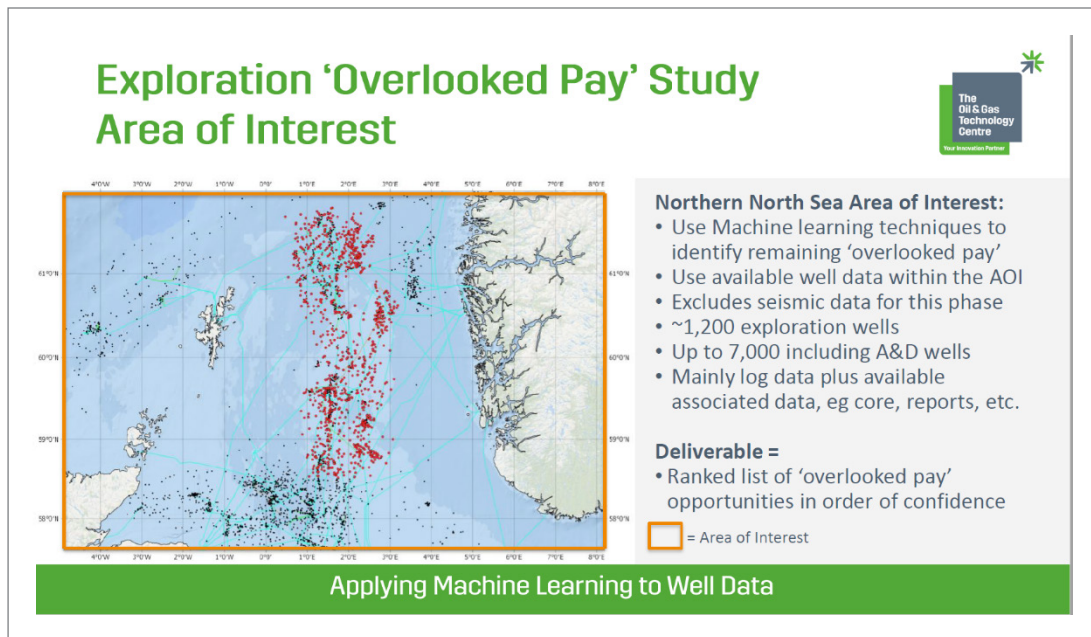 Exploration ‘Overlooked Pay’ Study
Area of Interest
The
Oil & Gas
Technology
Centre
Your Innovation Partner
4°0'W 3°0'W 2°0'W 1°0'W 0°0' 1°0'E 2°0'E 3°0'E 4°0'E 5°0'E 6°0'E 7°0'E 8°0'E
61°0'N 61°0'N
60°0'N 60°0'N
59°0'N 59°0'N
58°0'N 58°0'N
4°0'W 3°0'W 2°0'W 1°0'W 0°0' 1°0'E 2°0'E 3°0'E 4°0'E 5°0'E 6°0'E 7°0'E 8°0'E
Northern North Sea Area of Interest:
• Use Machine learning techniques to
identify remaining ‘overlooked pay’
• Use available well data within the AOI
• Excludes seismic data for this phase
• ~1,200 exploration wells
• Up to 7,000 including A&D wells
• Mainly log data plus available
associated data, eg core, reports, etc.
Deliverable =
• Ranked list of ‘overlooked pay’
opportunities in order of confidence
= Area of Interest
Applying Machine Learning to Well Data